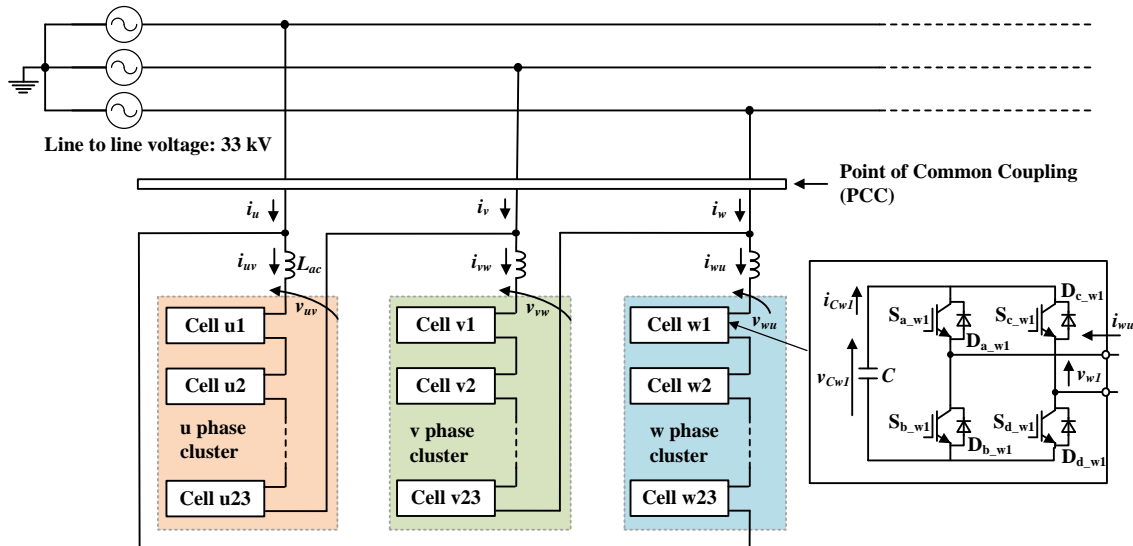 Line to line voltage: 33 kV
Point of Common Coupling
(PCC)
i_u
i_v
i_w
i_uv
L_ac
i_vw
i_wu
v_uv
v_vw
v_wu
Cell u1
Cell u2
u phase
cluster
Cell u23
Cell v1
Cell v2
v phase
cluster
Cell v23
Cell w1
Cell w2
w phase
cluster
Cell w23
i_Cw1
S_a_w1
D_a_w1
S_c_w1
D_c_w1
i_wu
v_Cw1
C
v_w1
S_b_w1
D_b_w1
S_d_w1
D_d_w1